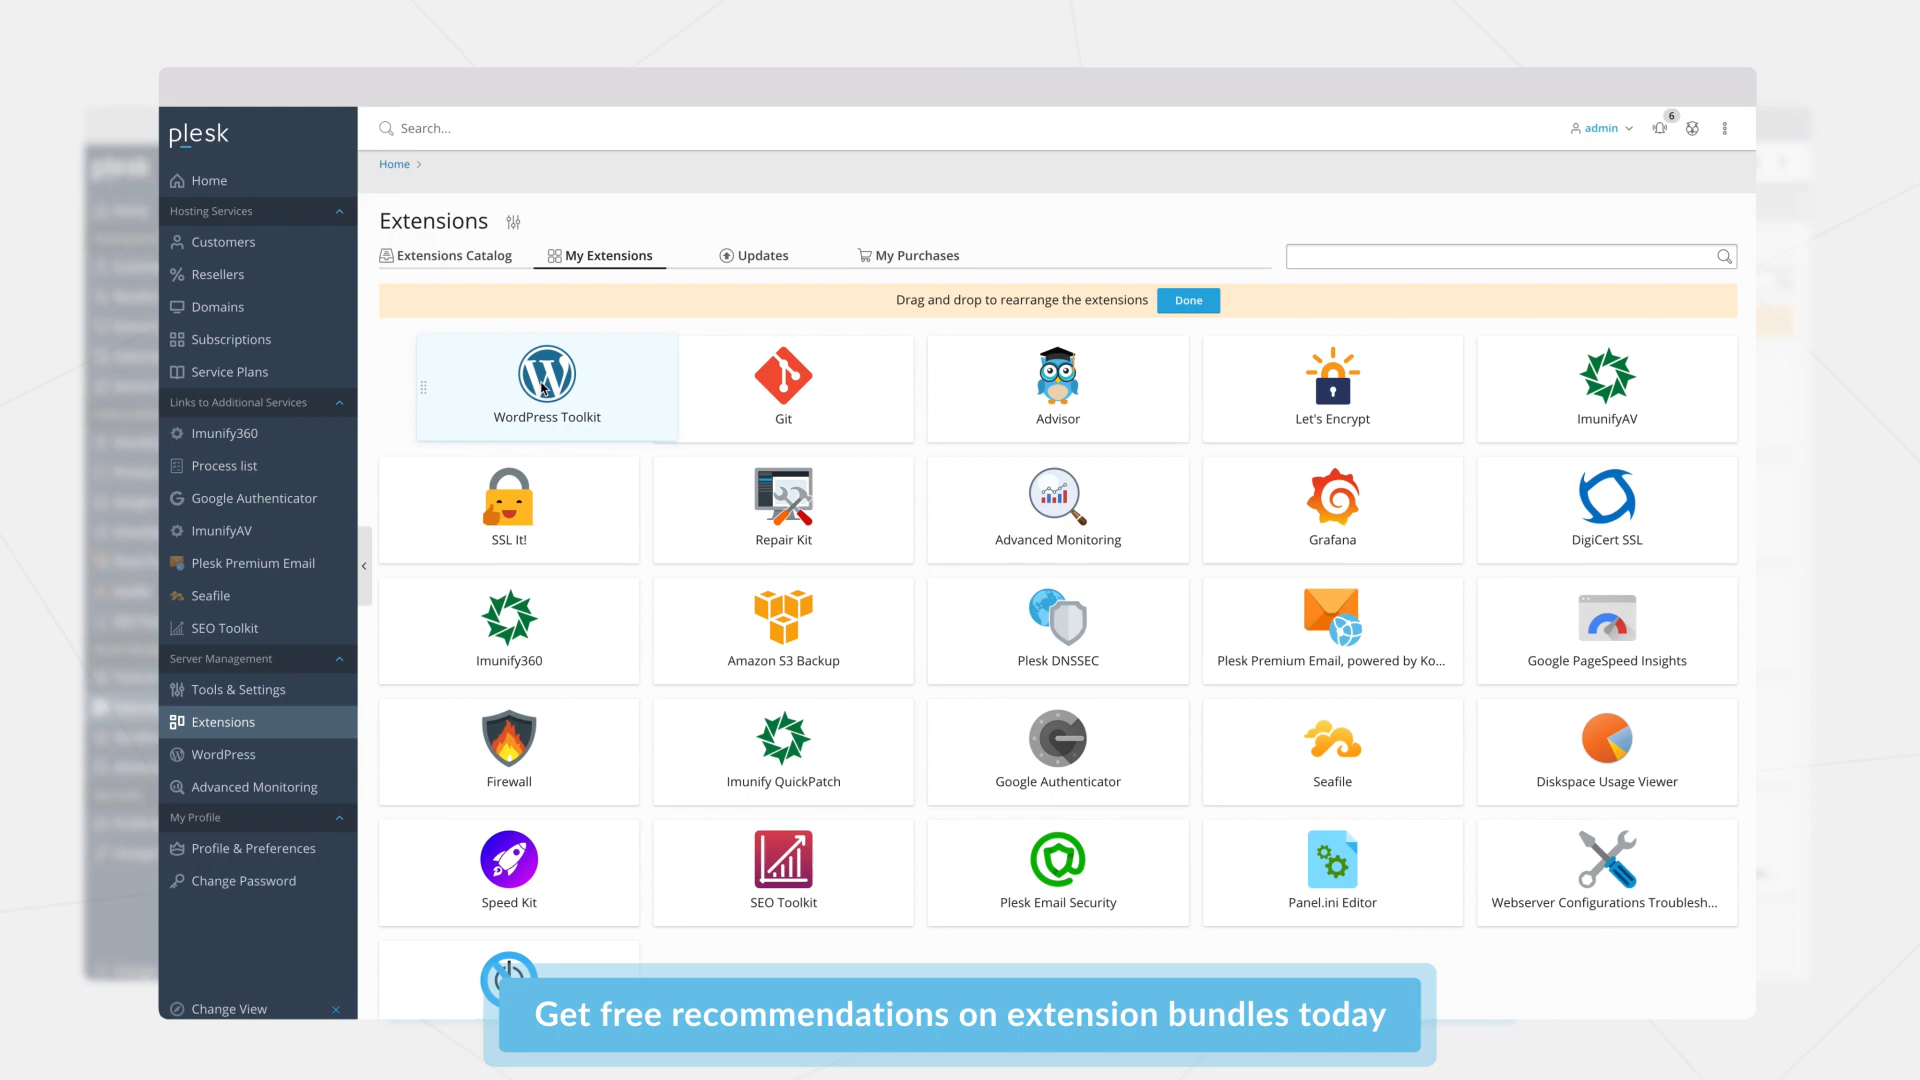 plesk
Search...
admin
6
Home
Home
Hosting Services
Customers
Resellers
Domains
Subscriptions
Service Plans
Links to Additional Services
Imunify360
Process list
Google Authenticator
ImunifyAV
Plesk Premium Email
Seafile
SEO Toolkit
Server Management
Tools & Settings
Extensions
WordPress
Advanced Monitoring
My Profile
Profile & Preferences
Change Password
Change View
Extensions
Extensions Catalog
My Extensions
Updates
My Purchases
Drag and drop to rearrange the extensions
Done
WordPress Toolkit
Git
Advisor
Let's Encrypt
ImunifyAV
SSL It!
Repair Kit
Advanced Monitoring
Grafana
DigiCert SSL
Imunify360
Amazon S3 Backup
Plesk DNSSEC
Plesk Premium Email, powered by Ko...
Google PageSpeed Insights
Firewall
Imunify QuickPatch
Google Authenticator
Seafile
Diskspace Usage Viewer
Speed Kit
SEO Toolkit
Plesk Email Security
Panel.ini Editor
Webserver Configurations Troublesh...
Get free recommendations on extension bundles today